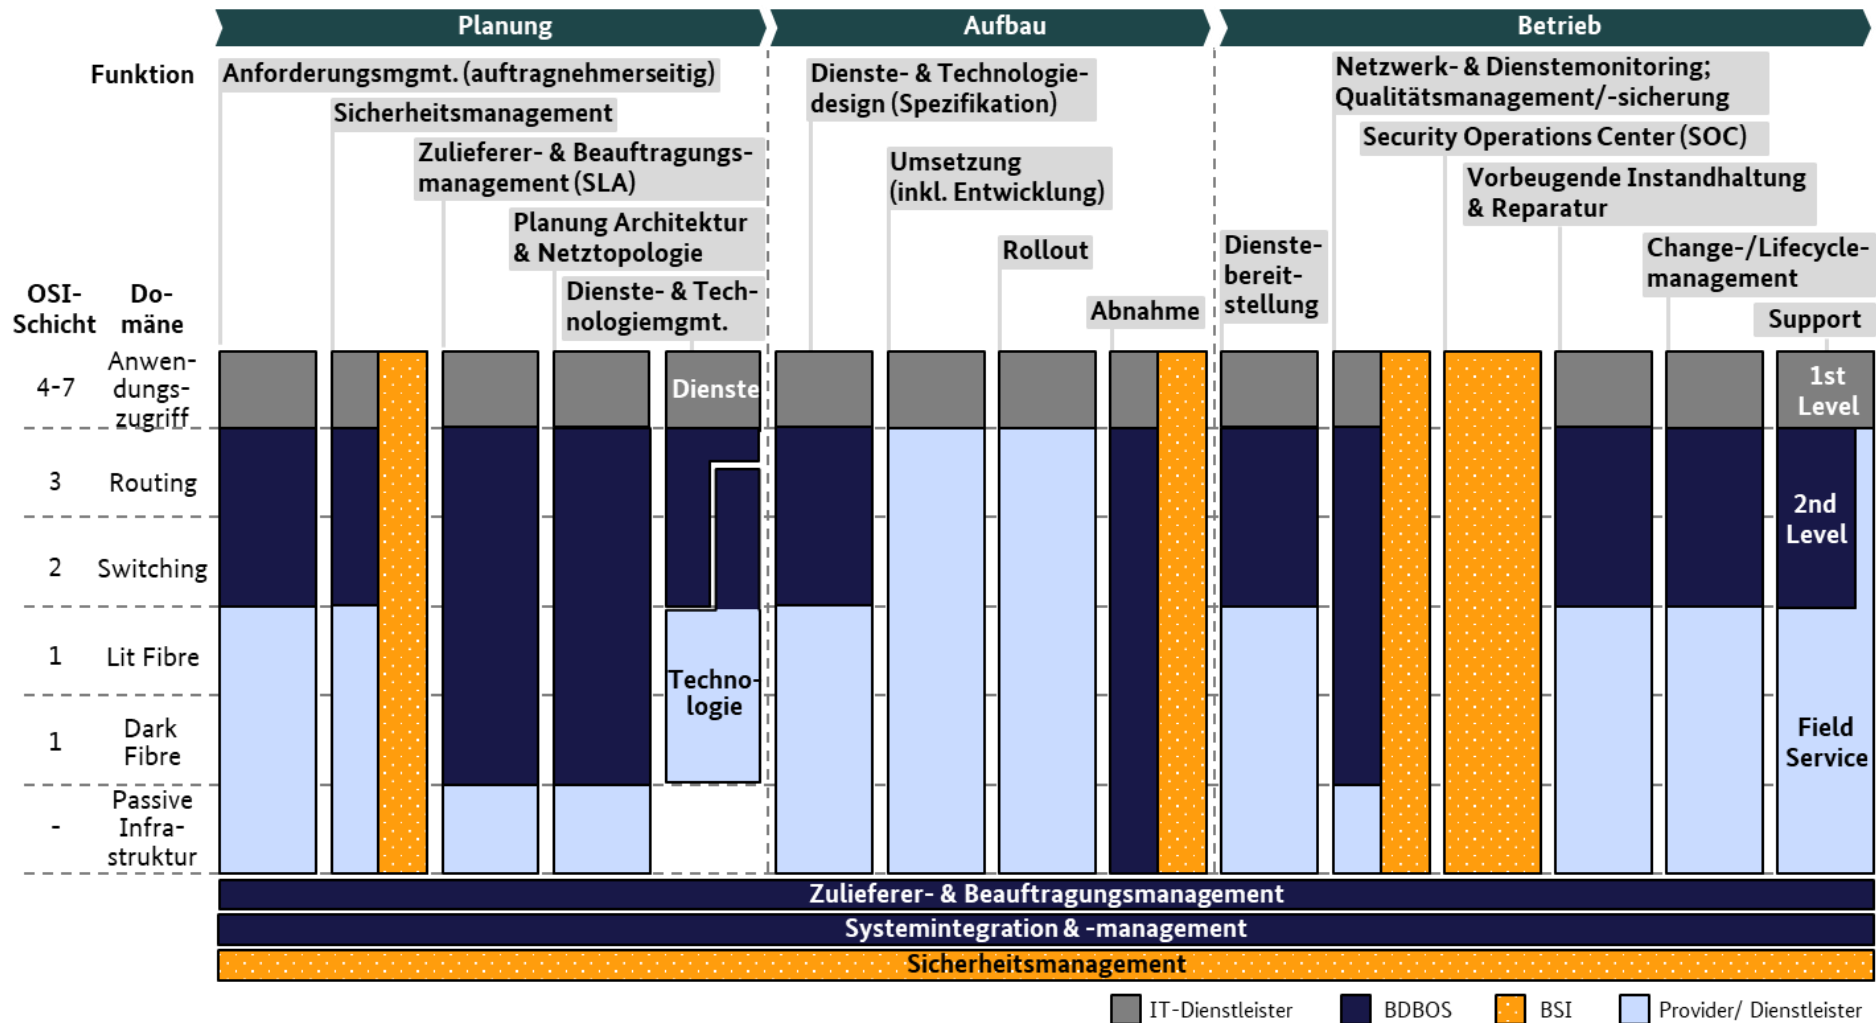 Planung
Aufbau
Betrieb
Funktion
Anforderungsmgmt. (auftragnehmerseitig)
Sicherheitsmanagement
Zulieferer- & Beauftragungs-
management (SLA)
Planung Architektur
& Netztopologie
Dienste- & Tech-
nologiemgmt.
Dienste- & Technologie-
design (Spezifikation)
Umsetzung
(inkl. Entwicklung)
Rollout
Abnahme
Dienste-
bereit-
stellung
Netzwerk- & Dienstemonitoring;
Qualitätsmanagement/-sicherung
Security Operations Center (SOC)
Vorbeugende Instandhaltung
& Reparatur
Change-/Lifecycle-
management
Support
OSI-
Schicht
Do-
mäne
4-7
Anwen-
dungs-
zugriff
3
Routing
2
Switching
1
Lit Fibre
1
Dark
Fibre
-
Passive
Infra-
struktur
Dienste
Techno-
logie
1st
Level
2nd
Level
Field
Service
Zulieferer- & Beauftragungsmanagement
Systemintegration & -management
Sicherheitsmanagement
IT-Dienstleister
BDBOS
BSI
Provider/ Dienstleister